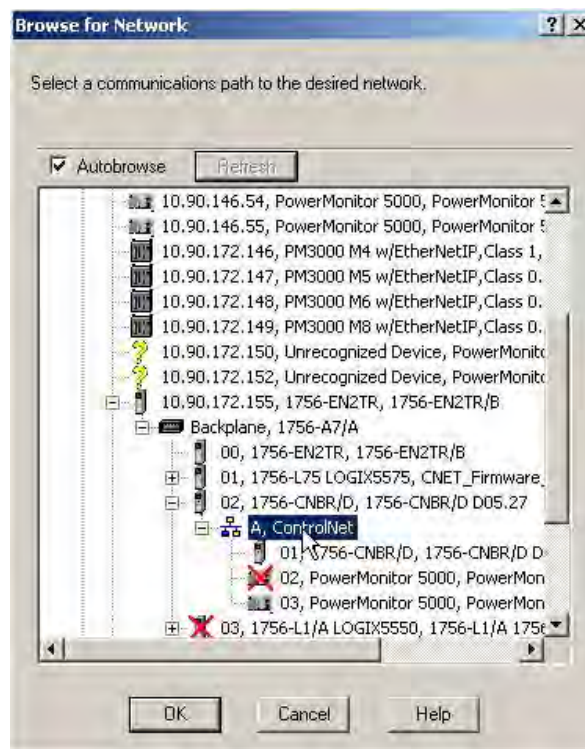 Browse for Network
Select a communications path to the desired network.
Autobrowse Refresh
10.90.146.54, PowerMonitor 5000, PowerMonitor
10.90.146.55, PowerMonitor 5000, PowerMonitor
10.90.172.146, PM3000 M4 w/EtherNetIP,Class 1,
10.90.172.147, PM3000 M5 w/EtherNetIP,Class 0.
10.90.172.148, PM3000 M6 w/EtherNetIP,Class 0.
10.90.172.149, PM3000 M8 w/EtherNetIP,Class 0.
10.90.172.150, Unrecognized Device, PowerMonito
10.90.172.152, Unrecognized Device, PowerMonito
10.90.172.155, 1756-EN2TR, 1756-EN2TR/B
Backplane, 1756-A7/A
00, 1756-EN2TR, 1756-EN2TR/B
01, 1756-L75 LOGIX5575, CNET_Firmware_
02, 1756-CNBR/D, 1756-CNBR/D D05.27
A, ControlNet
01, 1756-CNBR/D, 1756-CNBR/D D
02, PowerMonitor 5000, PowerMon
03, PowerMonitor 5000, PowerMon
03, 1756-L1/A LOGIX5550, 1756-L1/A 1756
OK Cancel Help